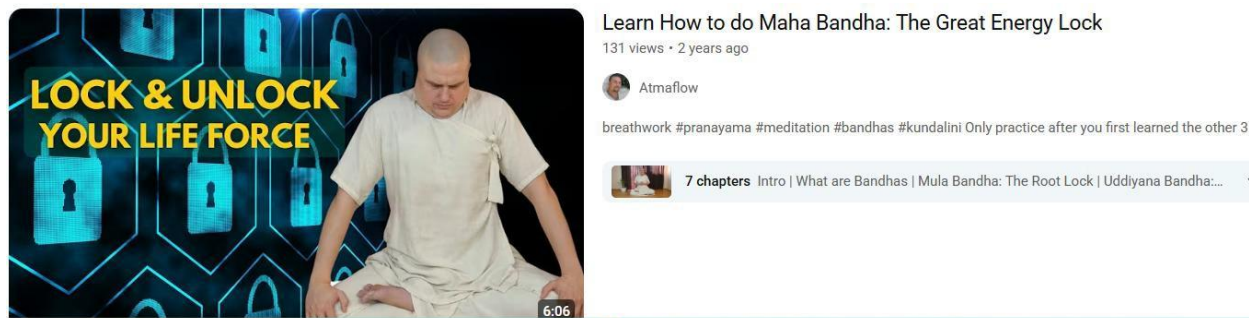 LOCK & UNLOCK
YOUR LIFE FORCE
6:06
Learn How to do Maha Bandha: The Great Energy Lock
131 views • 2 years ago
Atmaflow
breathwork #pranayama #meditation #bandhas #kundalini Only practice after you first learned the other 3
7 chapters Intro | What are Bandhas | Mula Bandha: The Root Lock | Uddiyana Bandha:...